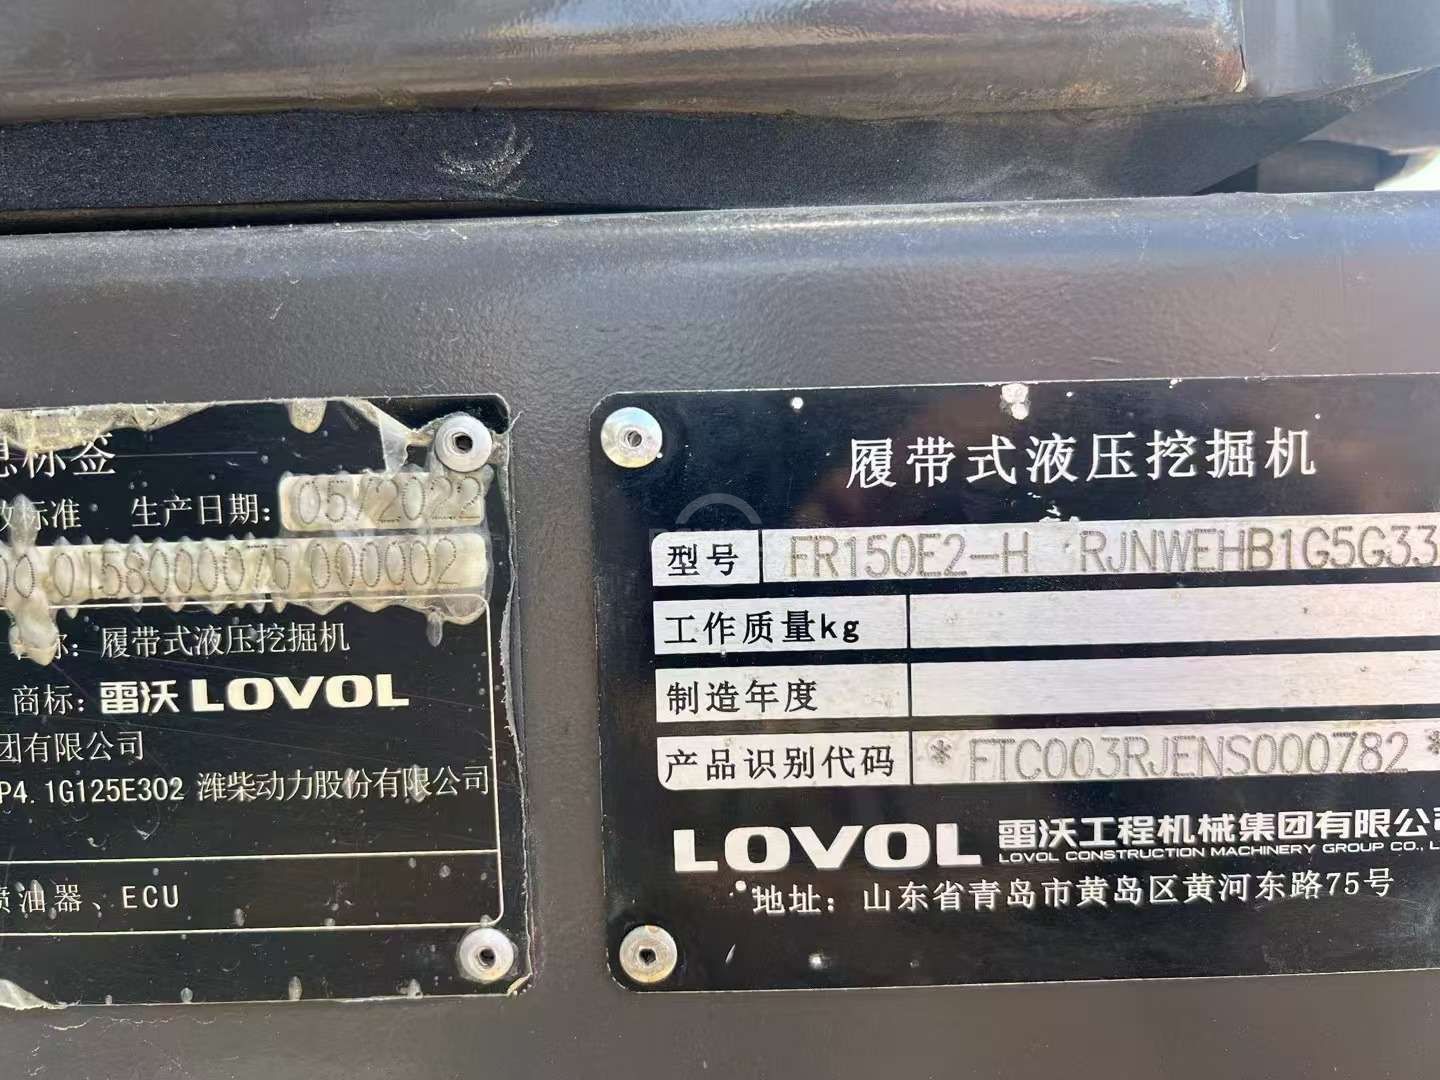 息标签
效标准 生产日期: 05/2022
00 0158000075 000002
名称: 履带式液压挖掘机
商标: 雷沃 LOVOL
团有限公司
P4.1G125E302 潍柴动力股份有限公司
喷油器、ECU
履带式液压挖掘机
型号 FR150E2-H RJNWEHB1G5G33
工作质量kg
制造年度
产品识别代码 *FTC003RJENS000782*
LOVOL 雷沃工程机械集团有限公司
LOVOL CONSTRUCTION MACHINERY GROUP CO., L
地址: 山东省青岛市黄岛区黄河东路75号